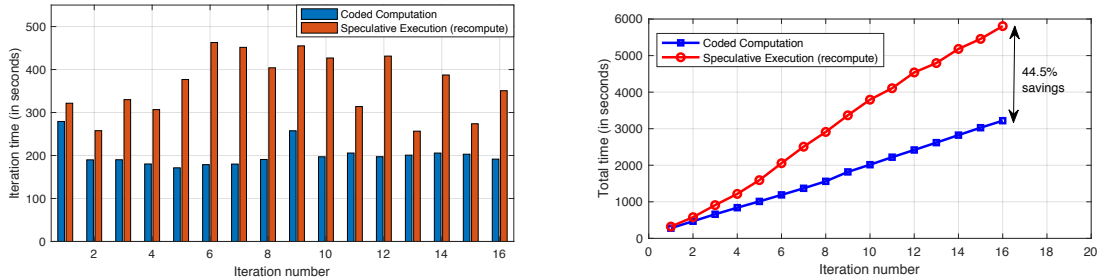 Coded Computation
Speculative Execution (recompute)
500
400
300
200
100
0
2 4 6 8 10 12 14 16
Iteration number
Iteration time (in seconds)
6000
5000
4000
3000
2000
1000
0
Coded Computation
Speculative Execution (recompute)
44.5%
savings
0 2 4 6 8 10 12 14 16 18 20
Iteration number
Total time (in seconds)